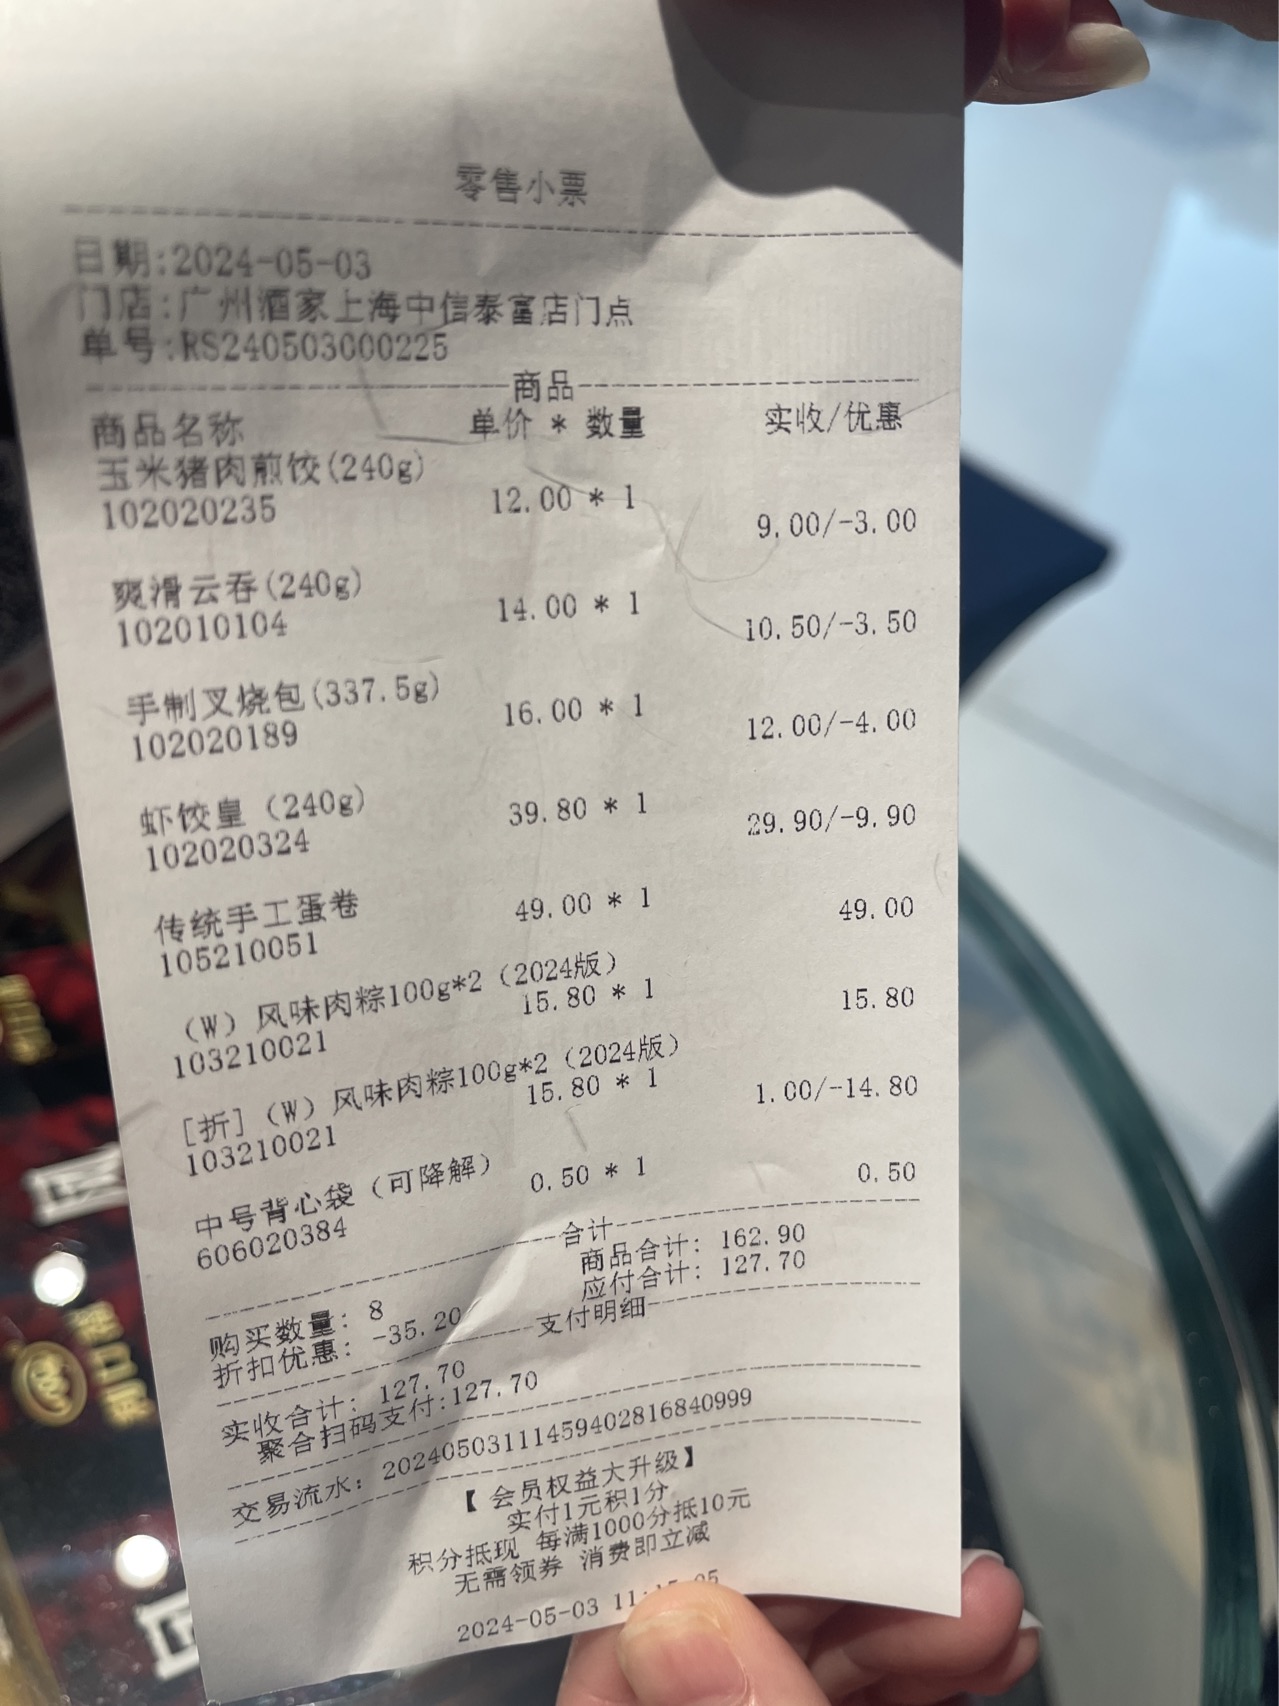 零售小票
日期:2024-05-03
门店:广州酒家上海中信泰富店门点
单号:RS240503000225
商品
商品名称 单价 * 数量 实收/优惠
玉米猪肉煎饺(240g)
102020235 12.00 * 1 9.00/-3.00
爽滑云吞(240g)
102010104 14.00 * 1 10.50/-3.50
手制叉烧包(337.5g)
102020189 16.00 * 1 12.00/-4.00
虾饺皇 (240g)
102020324 39.80 * 1 29.90/-9.90
传统手工蛋卷
105210051 49.00 * 1 49.00
（W）风味肉粽100g*2（2024版）
103210021 15.80 * 1 15.80
[折]（W）风味肉粽100g*2（2024版）
103210021 15.80 * 1 1.00/-14.80
中号背心袋（可降解）
606020384 0.50 * 1 0.50
合计
商品合计: 162.90
应付合计: 127.70
购买数量: 8
折扣优惠: -35.20
支付明细
实收合计: 127.70
聚合扫码支付:127.70
交易流水: 20240503111459402816840999
【 会员权益大升级】
实付1元积1分
积分抵现 每满1000分抵10元
无需领券 消费即立减
2024-05-03 11: